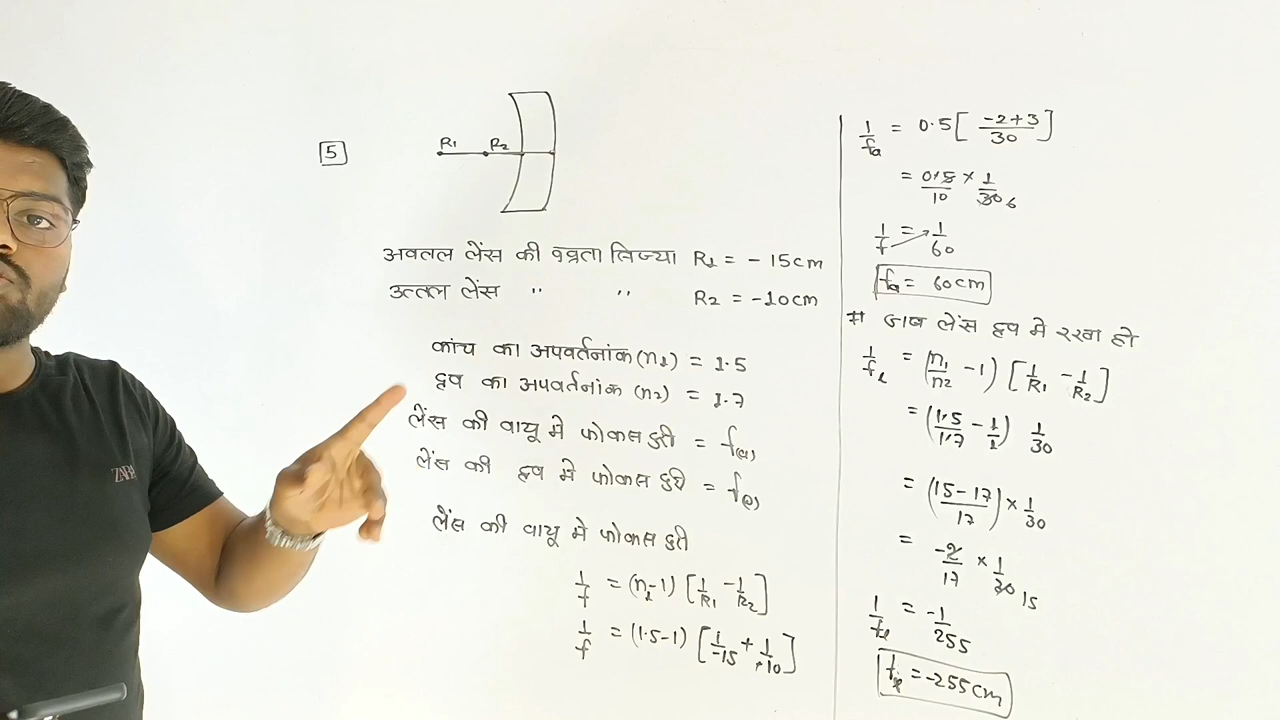 5
R₁ R₂
अवतल लेंस की वक्रता त्रिज्या R₁ = - 15cm
उत्तल लेंस " " R₂ = -10cm
कांच का अपवर्तनांक (n₁) = 1.5
द्रव का अपवर्तनांक (n₂) = 1.7
लेंस की वायु मे फोकस दुरी = f(a)
लेंस की द्रव मे फोकस दुरी = f(l)
लेंस की वायु मे फोकस दुरी
1/f = (n₁-1) [1/R₁ - 1/R₂]
1/f = (1.5-1) [1/-15 + 1/+10]
1/fa = 0.5 [(-2+3)/30]
= 0.5/10 × 1/30 6
1/f = 1/60
fa = 60cm
# जब लेंस द्रव मे रखा हो
1/fl = (n₁/n₂ - 1) [1/R₁ - 1/R₂]
= (1.5/1.7 - 1/1) 1/30
= (15-17/17) × 1/30
= -2/17 × 1/30 15
1/fl = -1/255
fl = -255cm
ZARA